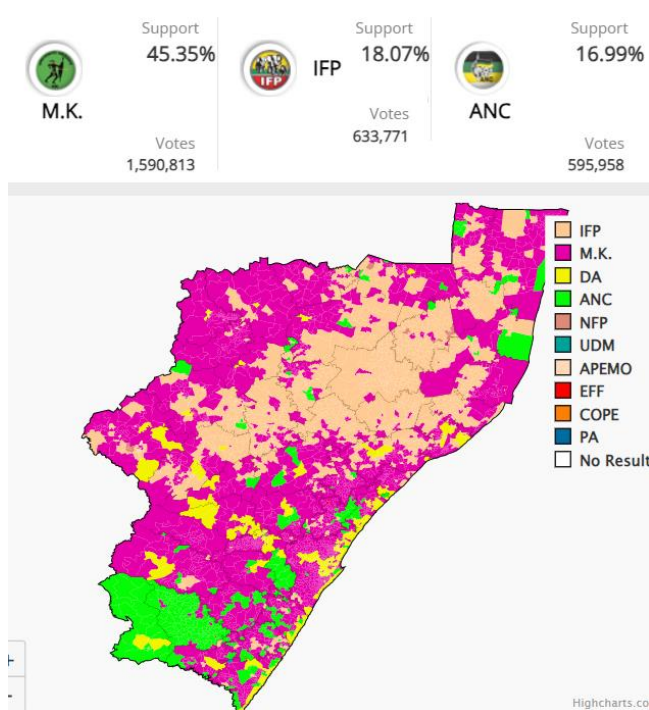 Support Support Support
45.35% 18.07% 16.99%
IFP
IFP
M.K. ANC
Votes
633,771
Votes Votes
1,590,813 595,958
IFP
M.K.
DA
ANC
NFP
UDM
APEMO
EFF
COPE
PA
No Result
+
-
Highcharts.co